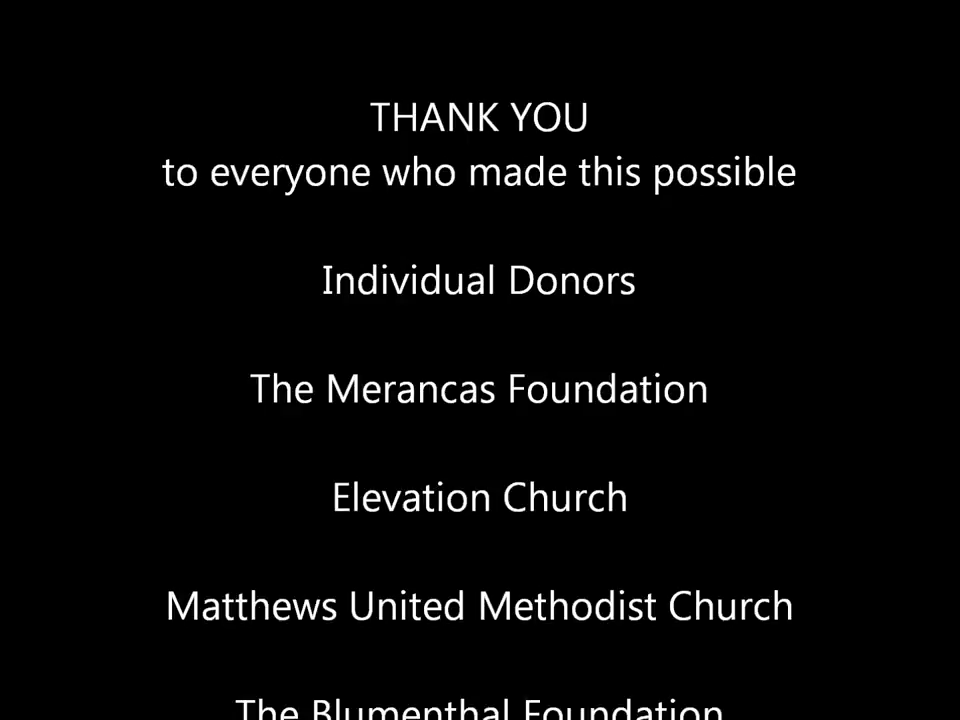 THANK YOU
to everyone who made this possible
Individual Donors
The Merancas Foundation
Elevation Church
Matthews United Methodist Church
The Blumenthal Foundation